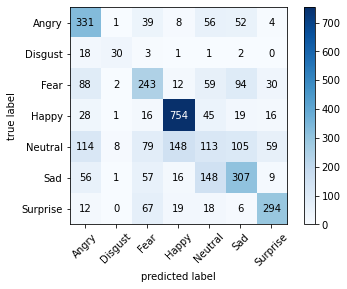 Angry 331 1 39 8 56 52 4
Disgust 18 30 3 1 1 2 0
Fear 88 2 243 12 59 94 30
Happy 28 1 16 754 45 19 16
Neutral 114 8 79 148 113 105 59
Sad 56 1 57 16 148 307 9
Surprise 12 0 67 19 18 6 294
true label
Angry Disgust Fear Happy Neutral Sad Surprise
predicted label
700
600
500
400
300
200
100
0